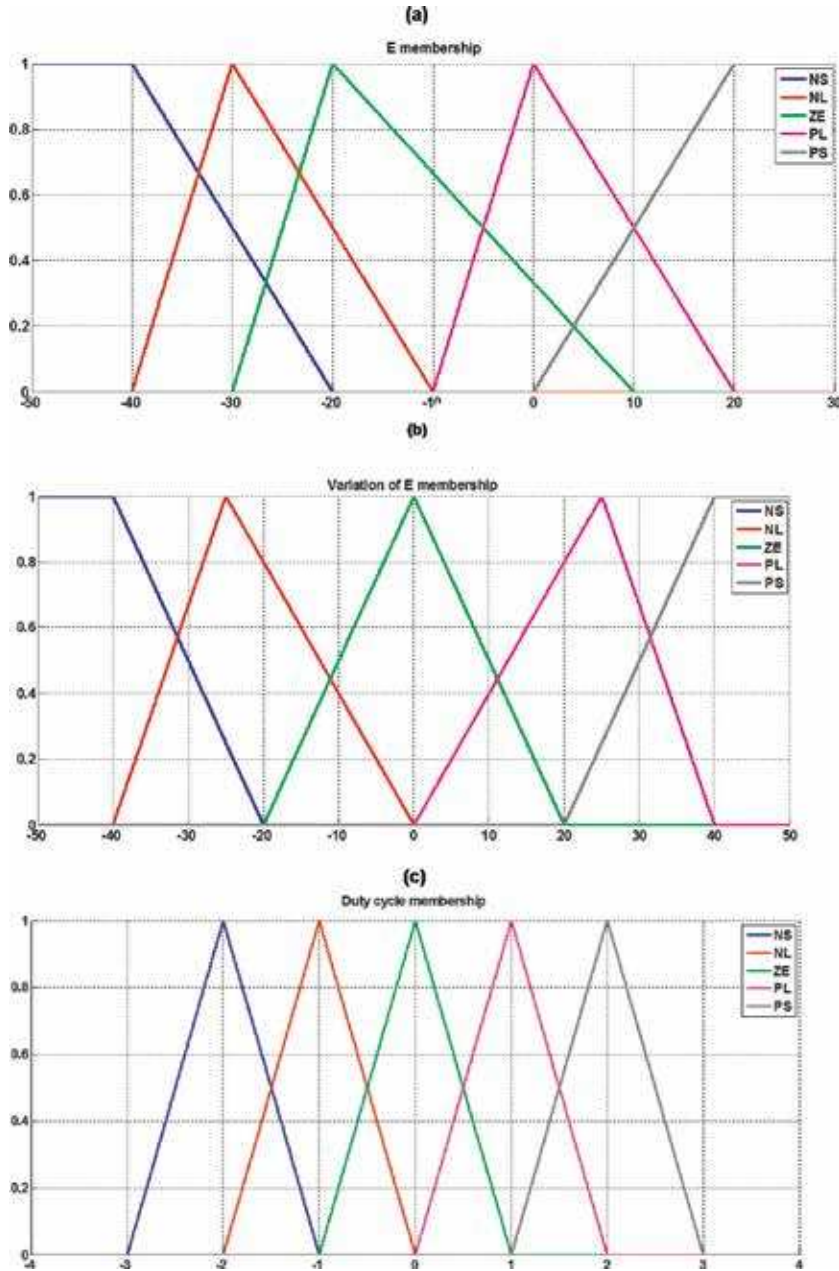 (a)
E membership
1
0.8
0.6
0.4
0.2
0
NS
NL
ZE
PL
PS
-50 -40 -30 -20 0 10 20 30
(b)
Variation of E membership
1
0.8
0.6
0.4
0.2
0
NS
NL
ZE
PL
PS
-50 -40 -30 -20 -10 0 10 20 30 40 50
(c)
Duty cycle membership
1
0.8
0.6
0.4
0.2
0
NS
NL
ZE
PL
PS
-4 -3 -2 -1 0 1 2 3 4